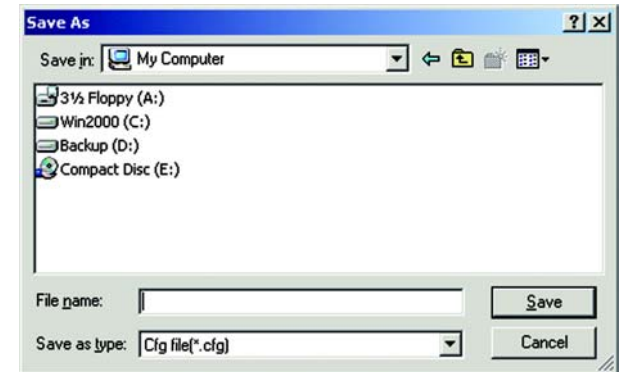 Save As
Save in: My Computer
3½ Floppy (A:)
Win2000 (C:)
Backup (D:)
Compact Disc (E:)
File name:
Save
Save as type: Cfg file(*.cfg)
Cancel